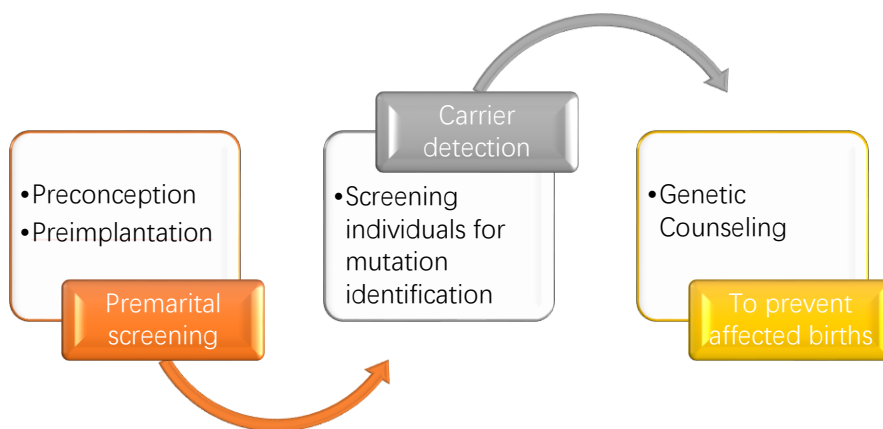 •Preconception
•Preimplantation
Premarital
screening
Carrier
detection
•Screening
individuals for
mutation
identification
•Genetic
Counseling
To prevent
affected births